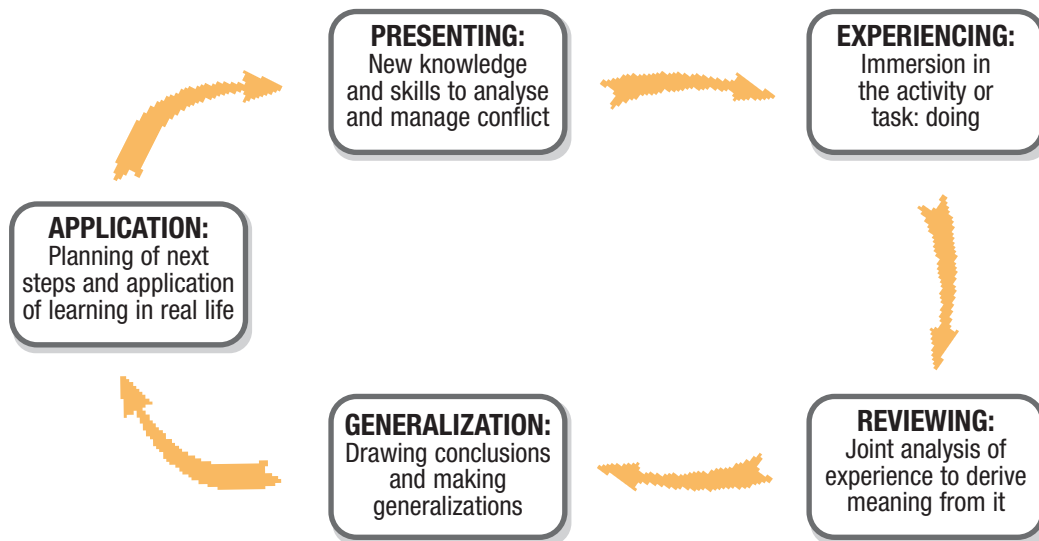 PRESENTING:
New knowledge
and skills to analyse
and manage conflict
EXPERIENCING:
Immersion in
the activity or
task: doing
REVIEWING:
Joint analysis of
experience to derive
meaning from it
GENERALIZATION:
Drawing conclusions
and making
generalizations
APPLICATION:
Planning of next
steps and application
of learning in real life